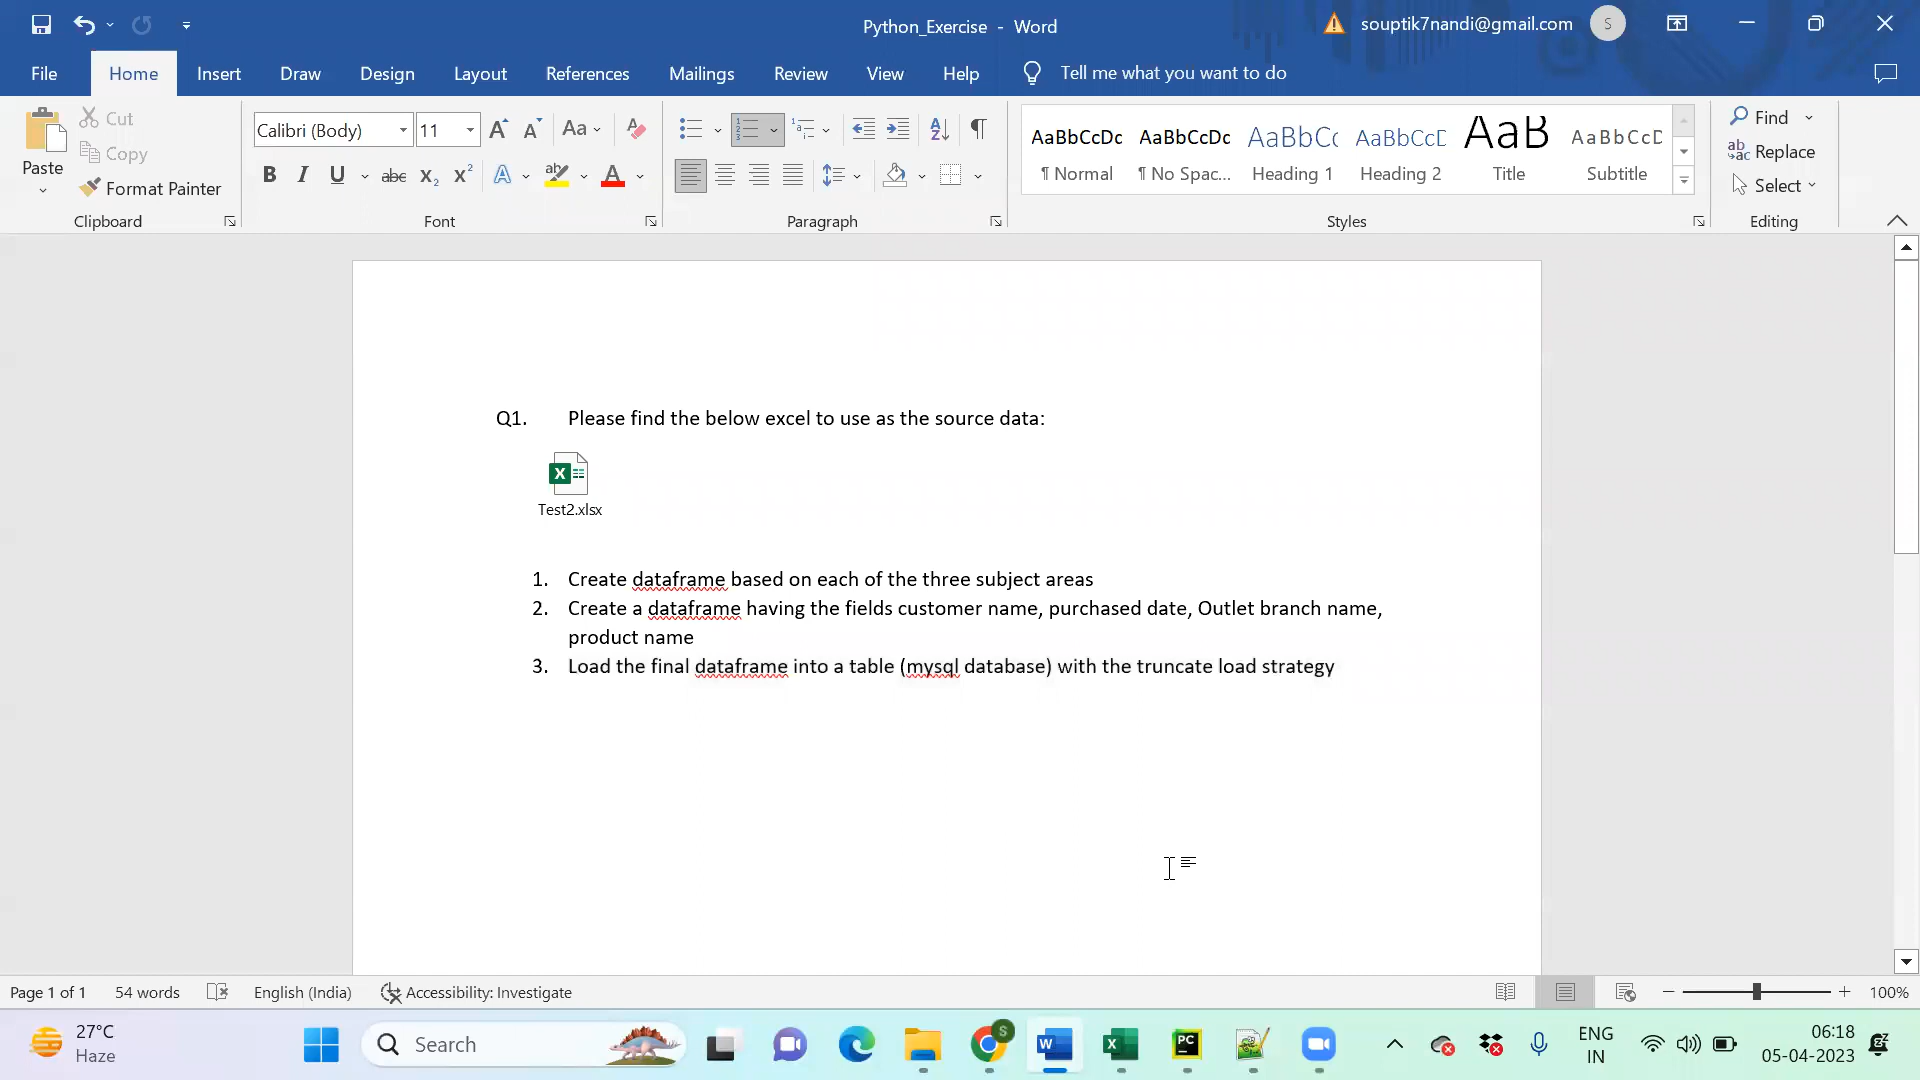 Python_Exercise - Word
souptik7nandi@gmail.com
S
File Home Insert Draw Design Layout References Mailings Review View Help Tell me what you want to do
Paste
Cut
Copy
Format Painter
Clipboard
Calibri (Body) 11
Font
Paragraph
AaBbCcDc AaBbCcDc AaBbC AaBbCcD AaB AaBbCcD
¶ Normal ¶ No Spac... Heading 1 Heading 2 Title Subtitle
Styles
Find
Replace
Select
Editing
Q1. Please find the below excel to use as the source data:
Test2.xlsx
1. Create dataframe based on each of the three subject areas
2. Create a dataframe having the fields customer name, purchased date, Outlet branch name,
product name
3. Load the final dataframe into a table (mysql database) with the truncate load strategy
Page 1 of 1 54 words English (India) Accessibility: Investigate 100%
27°C
Haze
Search
ENG
IN
06:18
05-04-2023